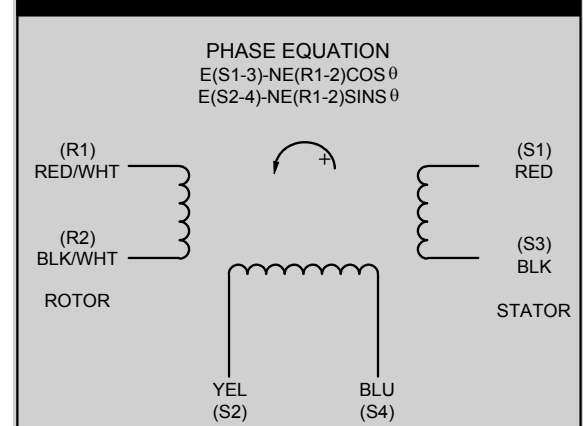 PHASE EQUATION
E(S1-3)-NE(R1-2)COS θ
E(S2-4)-NE(R1-2)SINS θ
(R1)
RED/WHT
+
(S1)
RED
(R2)
BLK/WHT
(S3)
BLK
ROTOR
STATOR
YEL
(S2)
BLU
(S4)